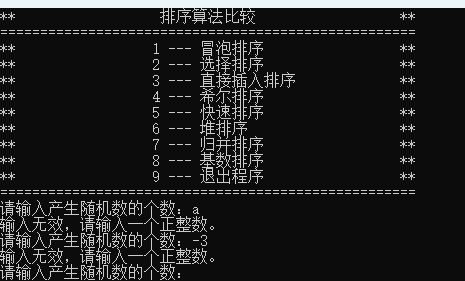 **                  排序算法比较                  **
====================================================
**                 1 --- 冒泡排序                 **
**                 2 --- 选择排序                 **
**                 3 --- 直接插入排序             **
**                 4 --- 希尔排序                 **
**                 5 --- 快速排序                 **
**                 6 --- 堆排序                   **
**                 7 --- 归并排序                 **
**                 8 --- 基数排序                 **
**                 9 --- 退出程序                 **
====================================================
请输入产生随机数的个数：a
输入无效，请输入一个正整数。
请输入产生随机数的个数：-3
输入无效，请输入一个正整数。
请输入产生随机数的个数：